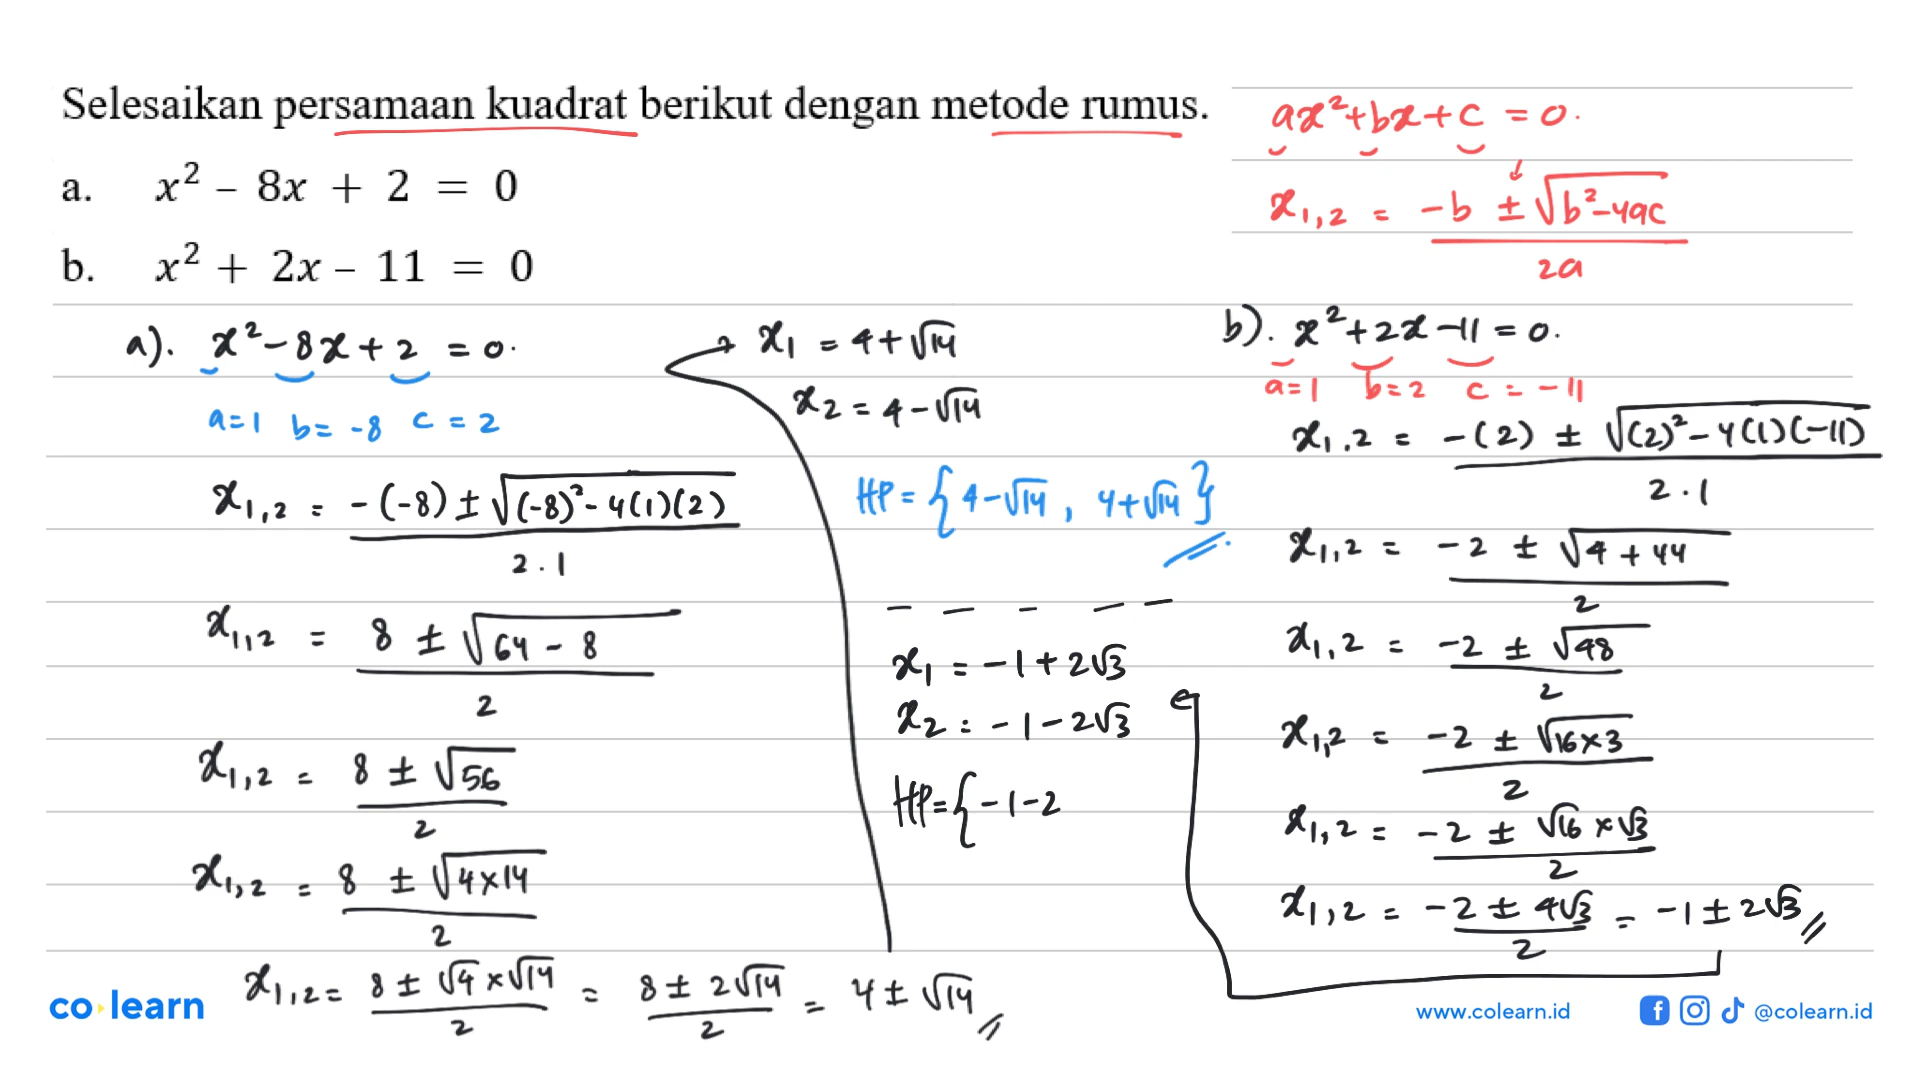 Selesaikan persamaan kuadrat berikut dengan metode rumus.
a. x² – 8x + 2 = 0
b. x² + 2x – 11 = 0
ax²+bx+c = 0.
x₁,₂ = (-b ± √(b²-4ac))/2a
a). x²-8x+2 = 0.
a=1 b=-8 c=2
x₁,₂ = (-(-8) ± √((-8)²-4(1)(2)))/2.1
x₁,₂ = (8 ± √(64-8))/2
x₁,₂ = (8 ± √56)/2
x₁,₂ = (8 ± √(4×14))/2
x₁,₂ = (8 ± √4×√14)/2 = (8 ± 2√14)/2 = 4 ± √14
x₁ = 4+√14
x₂ = 4-√14
HP = {4-√14, 4+√14}
b). x²+2x-11 = 0.
a=1 b=2 c=-11
x₁,₂ = (-(2) ± √((2)²-4(1)(-11)))/2.1
x₁,₂ = (-2 ± √(4+44))/2
x₁,₂ = (-2 ± √48)/2
x₁,₂ = (-2 ± √(16×3))/2
x₁,₂ = (-2 ± √16×√3)/2
x₁,₂ = (-2 ± 4√3)/2 = -1 ± 2√3
x₁ = -1+2√3
x₂ = -1-2√3
HP={-1-2
co learn
www.colearn.id
@colearn.id